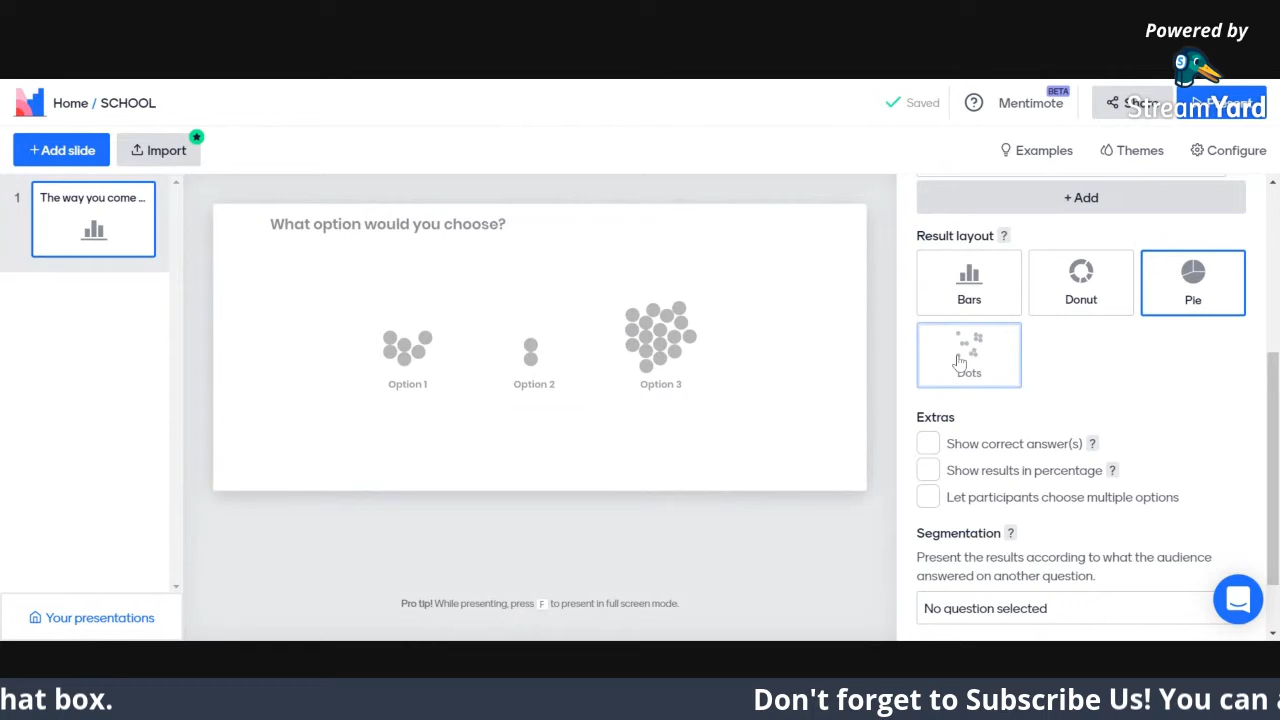 Powered by
StreamYard
Home / SCHOOL
Saved
Mentimote
BETA
+ Add slide
Import
Examples
Themes
Configure
1
The way you come ...
What option would you choose?
Option 1
Option 2
Option 3
+ Add
Result layout ?
Bars
Donut
Pie
Dots
Extras
Show correct answer(s) ?
Show results in percentage ?
Let participants choose multiple options
Segmentation ?
Present the results according to what the audience
answered on another question.
No question selected
Pro tip! While presenting, press F to present in full screen mode.
Your presentations
hat box.
Don't forget to Subscribe Us! You can